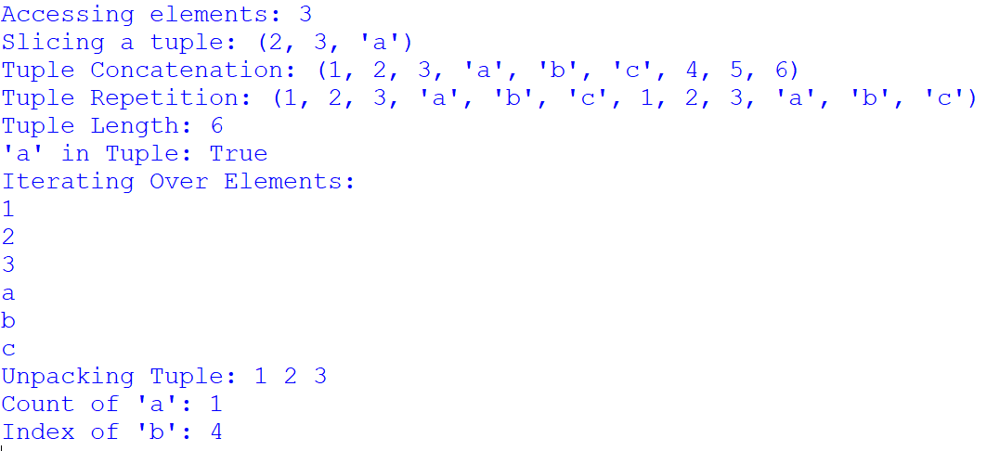 Accessing elements: 3
Slicing a tuple: (2, 3, 'a')
Tuple Concatenation: (1, 2, 3, 'a', 'b', 'c', 4, 5, 6)
Tuple Repetition: (1, 2, 3, 'a', 'b', 'c', 1, 2, 3, 'a', 'b', 'c')
Tuple Length: 6
'a' in Tuple: True
Iterating Over Elements:
1
2
3
a
b
c
Unpacking Tuple: 1 2 3
Count of 'a': 1
Index of 'b': 4